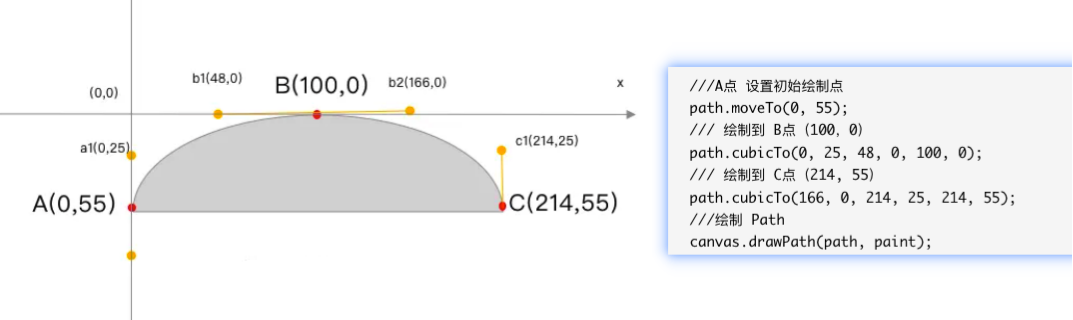 (0,0)
b1(48,0)
B(100,0)
b2(166,0)
x
a1(0,25)
c1(214,25)
A(0,55)
C(214,55)
///A点 设置初始绘制点
path.moveTo(0, 55);
/// 绘制到 B点 (100, 0)
path.cubicTo(0, 25, 48, 0, 100, 0);
/// 绘制到 C点 (214, 55)
path.cubicTo(166, 0, 214, 25, 214, 55);
///绘制 Path
canvas.drawPath(path, paint);